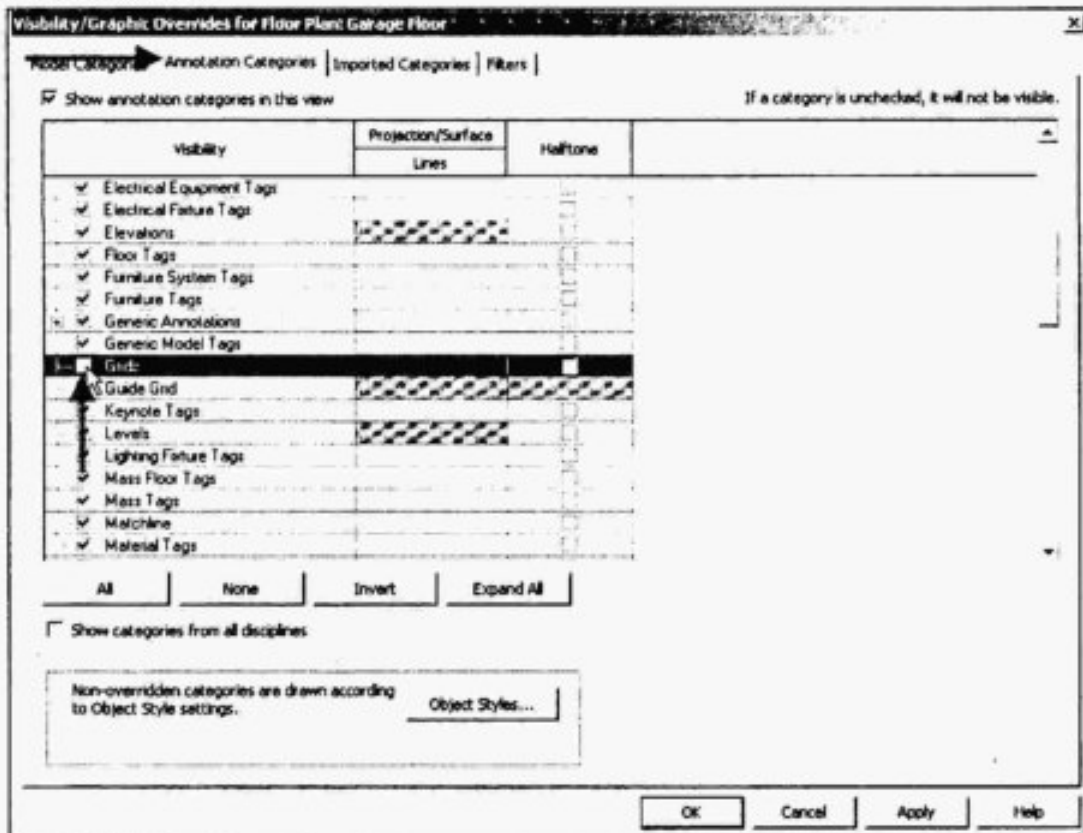 Visibility/Graphic Overrides for Floor Plan: Garage Floor
Model Categories Annotation Categories Imported Categories Filters
Show annotation categories in this view
If a category is unchecked, it will not be visible.
Visibility
Projection/Surface
Halftone
Lines
Electrical Equipment Tags
Electrical Fixture Tags
Elevations
Floor Tags
Furniture System Tags
Furniture Tags
Generic Annotations
Generic Model Tags
Grids
Guide Grid
Keynote Tags
Levels
Lighting Fixture Tags
Mass Floor Tags
Mass Tags
Matchline
Material Tags
All None Invert Expand All
Show categories from all disciplines
Non-overridden categories are drawn according
to Object Style settings.
Object Styles...
OK Cancel Apply Help